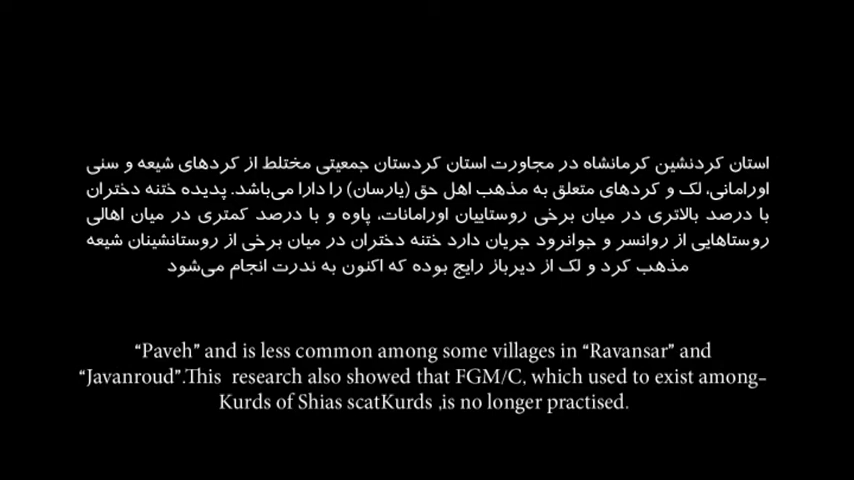 استان کردنشین کرمانشاه در مجاورت استان کردستان جمعیتی مختلط از کردهای شیعه و سنی
اورامانی، لک و کردهای متعلق به مذهب اهل حق (یارسان) را دارا می‌باشد. پدیده ختنه دختران
با درصد بالاتری در میان برخی روستاییان اورامانات، پاوه و با درصد کمتری در میان اهالی
روستاهایی از روانسر و جوانرود جریان دارد ختنه دختران در میان برخی از روستانشینان شیعه
مذهب کرد و لک از دیرباز رایج بوده که اکنون به ندرت انجام می‌شود
“Paveh” and is less common among some villages in “Ravansar” and
“Javanroud”.This research also showed that FGM/C, which used to exist among-
Kurds of Shias scatKurds ,is no longer practised.